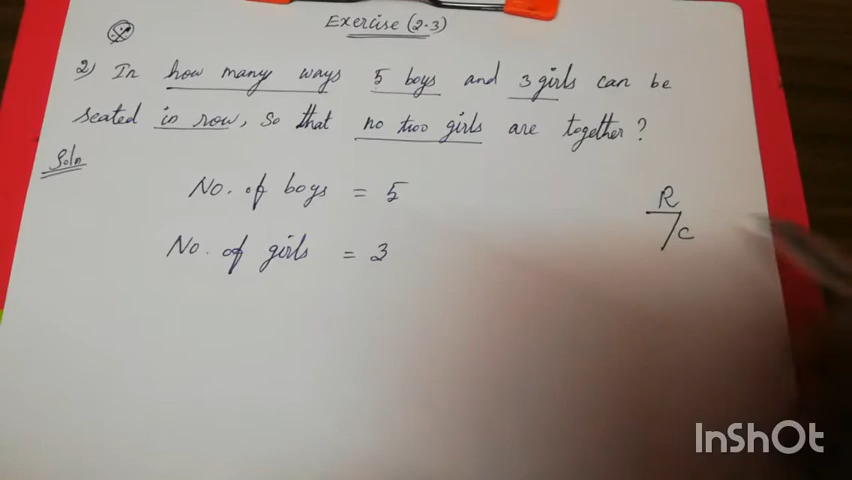 Exercise (2.3)
2) In how many ways 5 boys and 3 girls can be
seated in row, so that no two girls are together?
Soln
No. of boys = 5
No. of girls = 3
R
C
InShOt